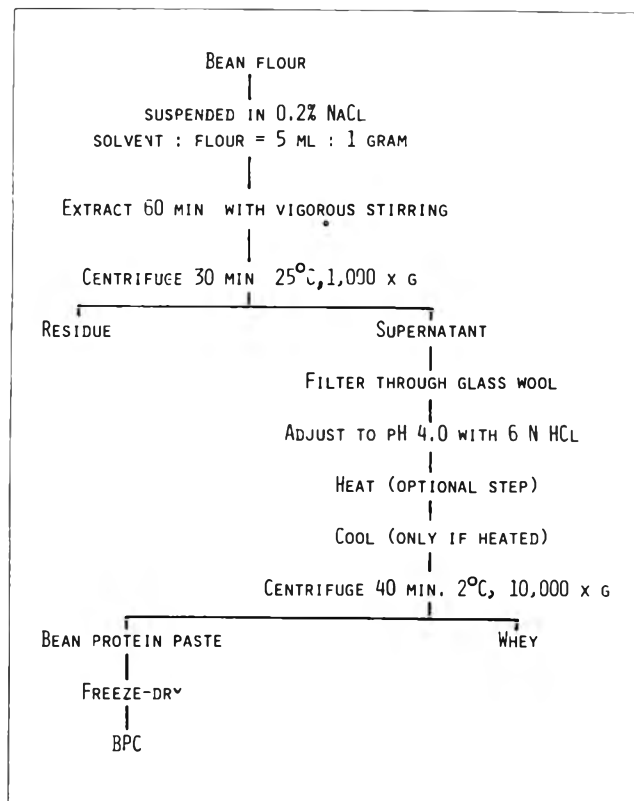 BEAN FLOUR
SUSPENDED IN 0.2% NACL
SOLVENT : FLOUR = 5 ML : 1 GRAM
EXTRACT 60 MIN WITH VIGOROUS STIRRING
CENTRIFUGE 30 MIN 25°C, 1,000 X G
RESIDUE SUPERNATANT
FILTER THROUGH GLASS WOOL
ADJUST TO PH 4.0 WITH 6 N HCL
HEAT (OPTIONAL STEP)
COOL (ONLY IF HEATED)
CENTRIFUGE 40 MIN. 2°C, 10,000 X G
BEAN PROTEIN PASTE WHEY
FREEZE-DRY
BPC